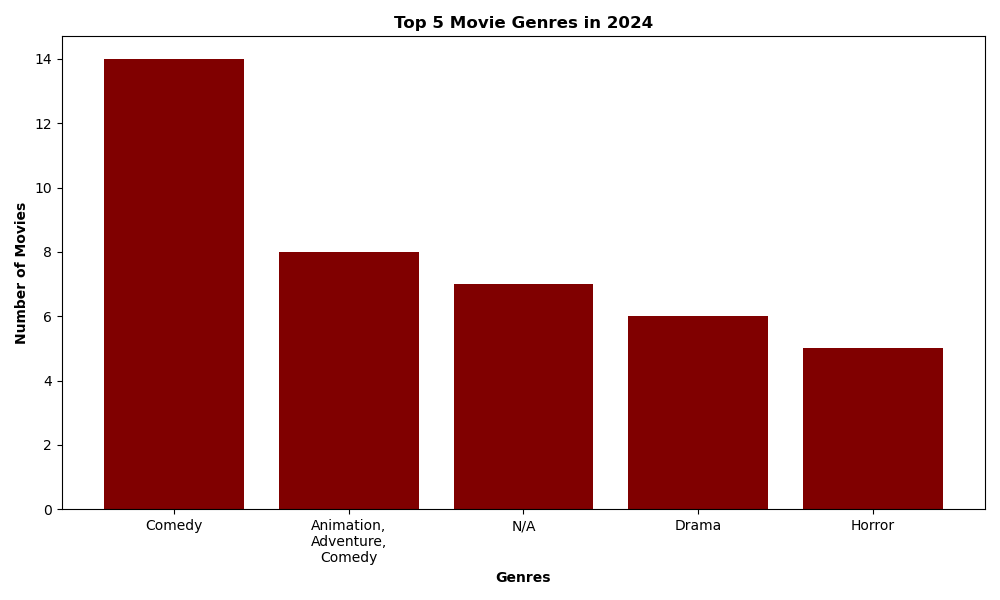 Top 5 Movie Genres in 2024
Number of Movies
14
12
10
8
6
4
2
0
Comedy
Animation,
Adventure,
Comedy
N/A
Drama
Horror
Genres